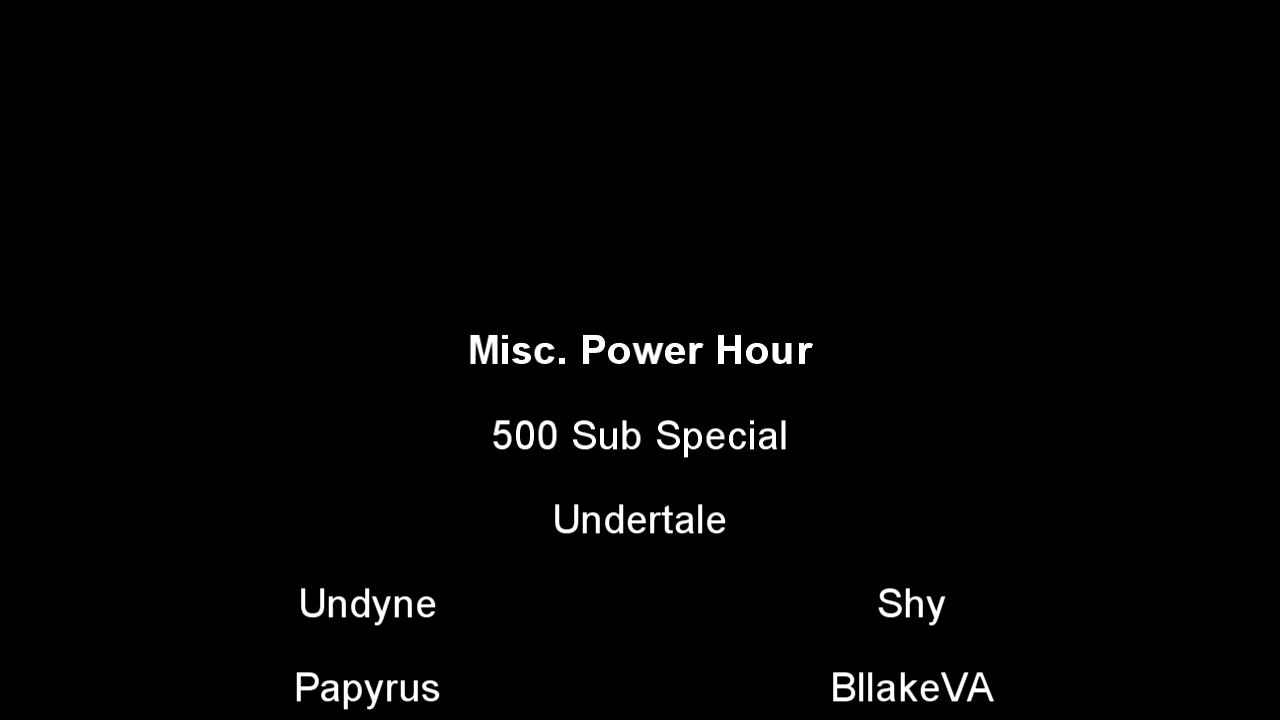 Misc. Power Hour
500 Sub Special
Undertale
Undyne Shy
Papyrus BllakeVA